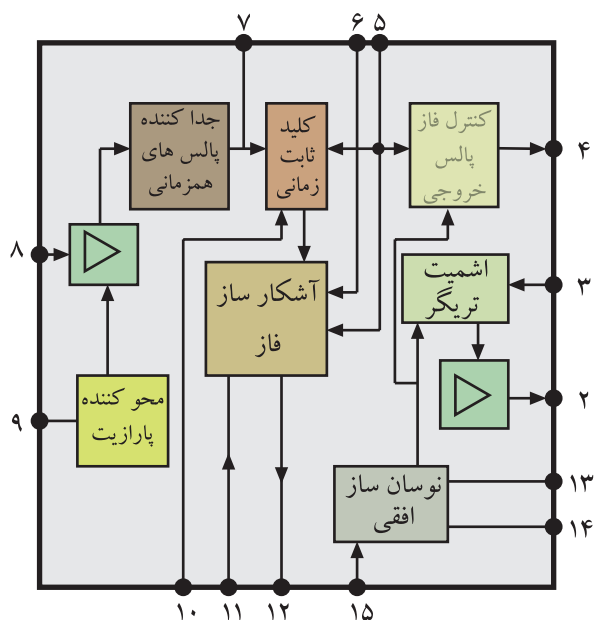 ۷
۶
۵
جدا کننده
پالس های
همزمانی
کلید
ثابت
زمانی
کنترل فاز
پالس
خروجی
۴
۸
آشکار ساز
فاز
اشمیت
تریگر
۳
۲
محو کننده
پارازیت
۹
نوسان ساز
افقی
۱۳
۱۴
۱۰
۱۱
۱۲
۱۵